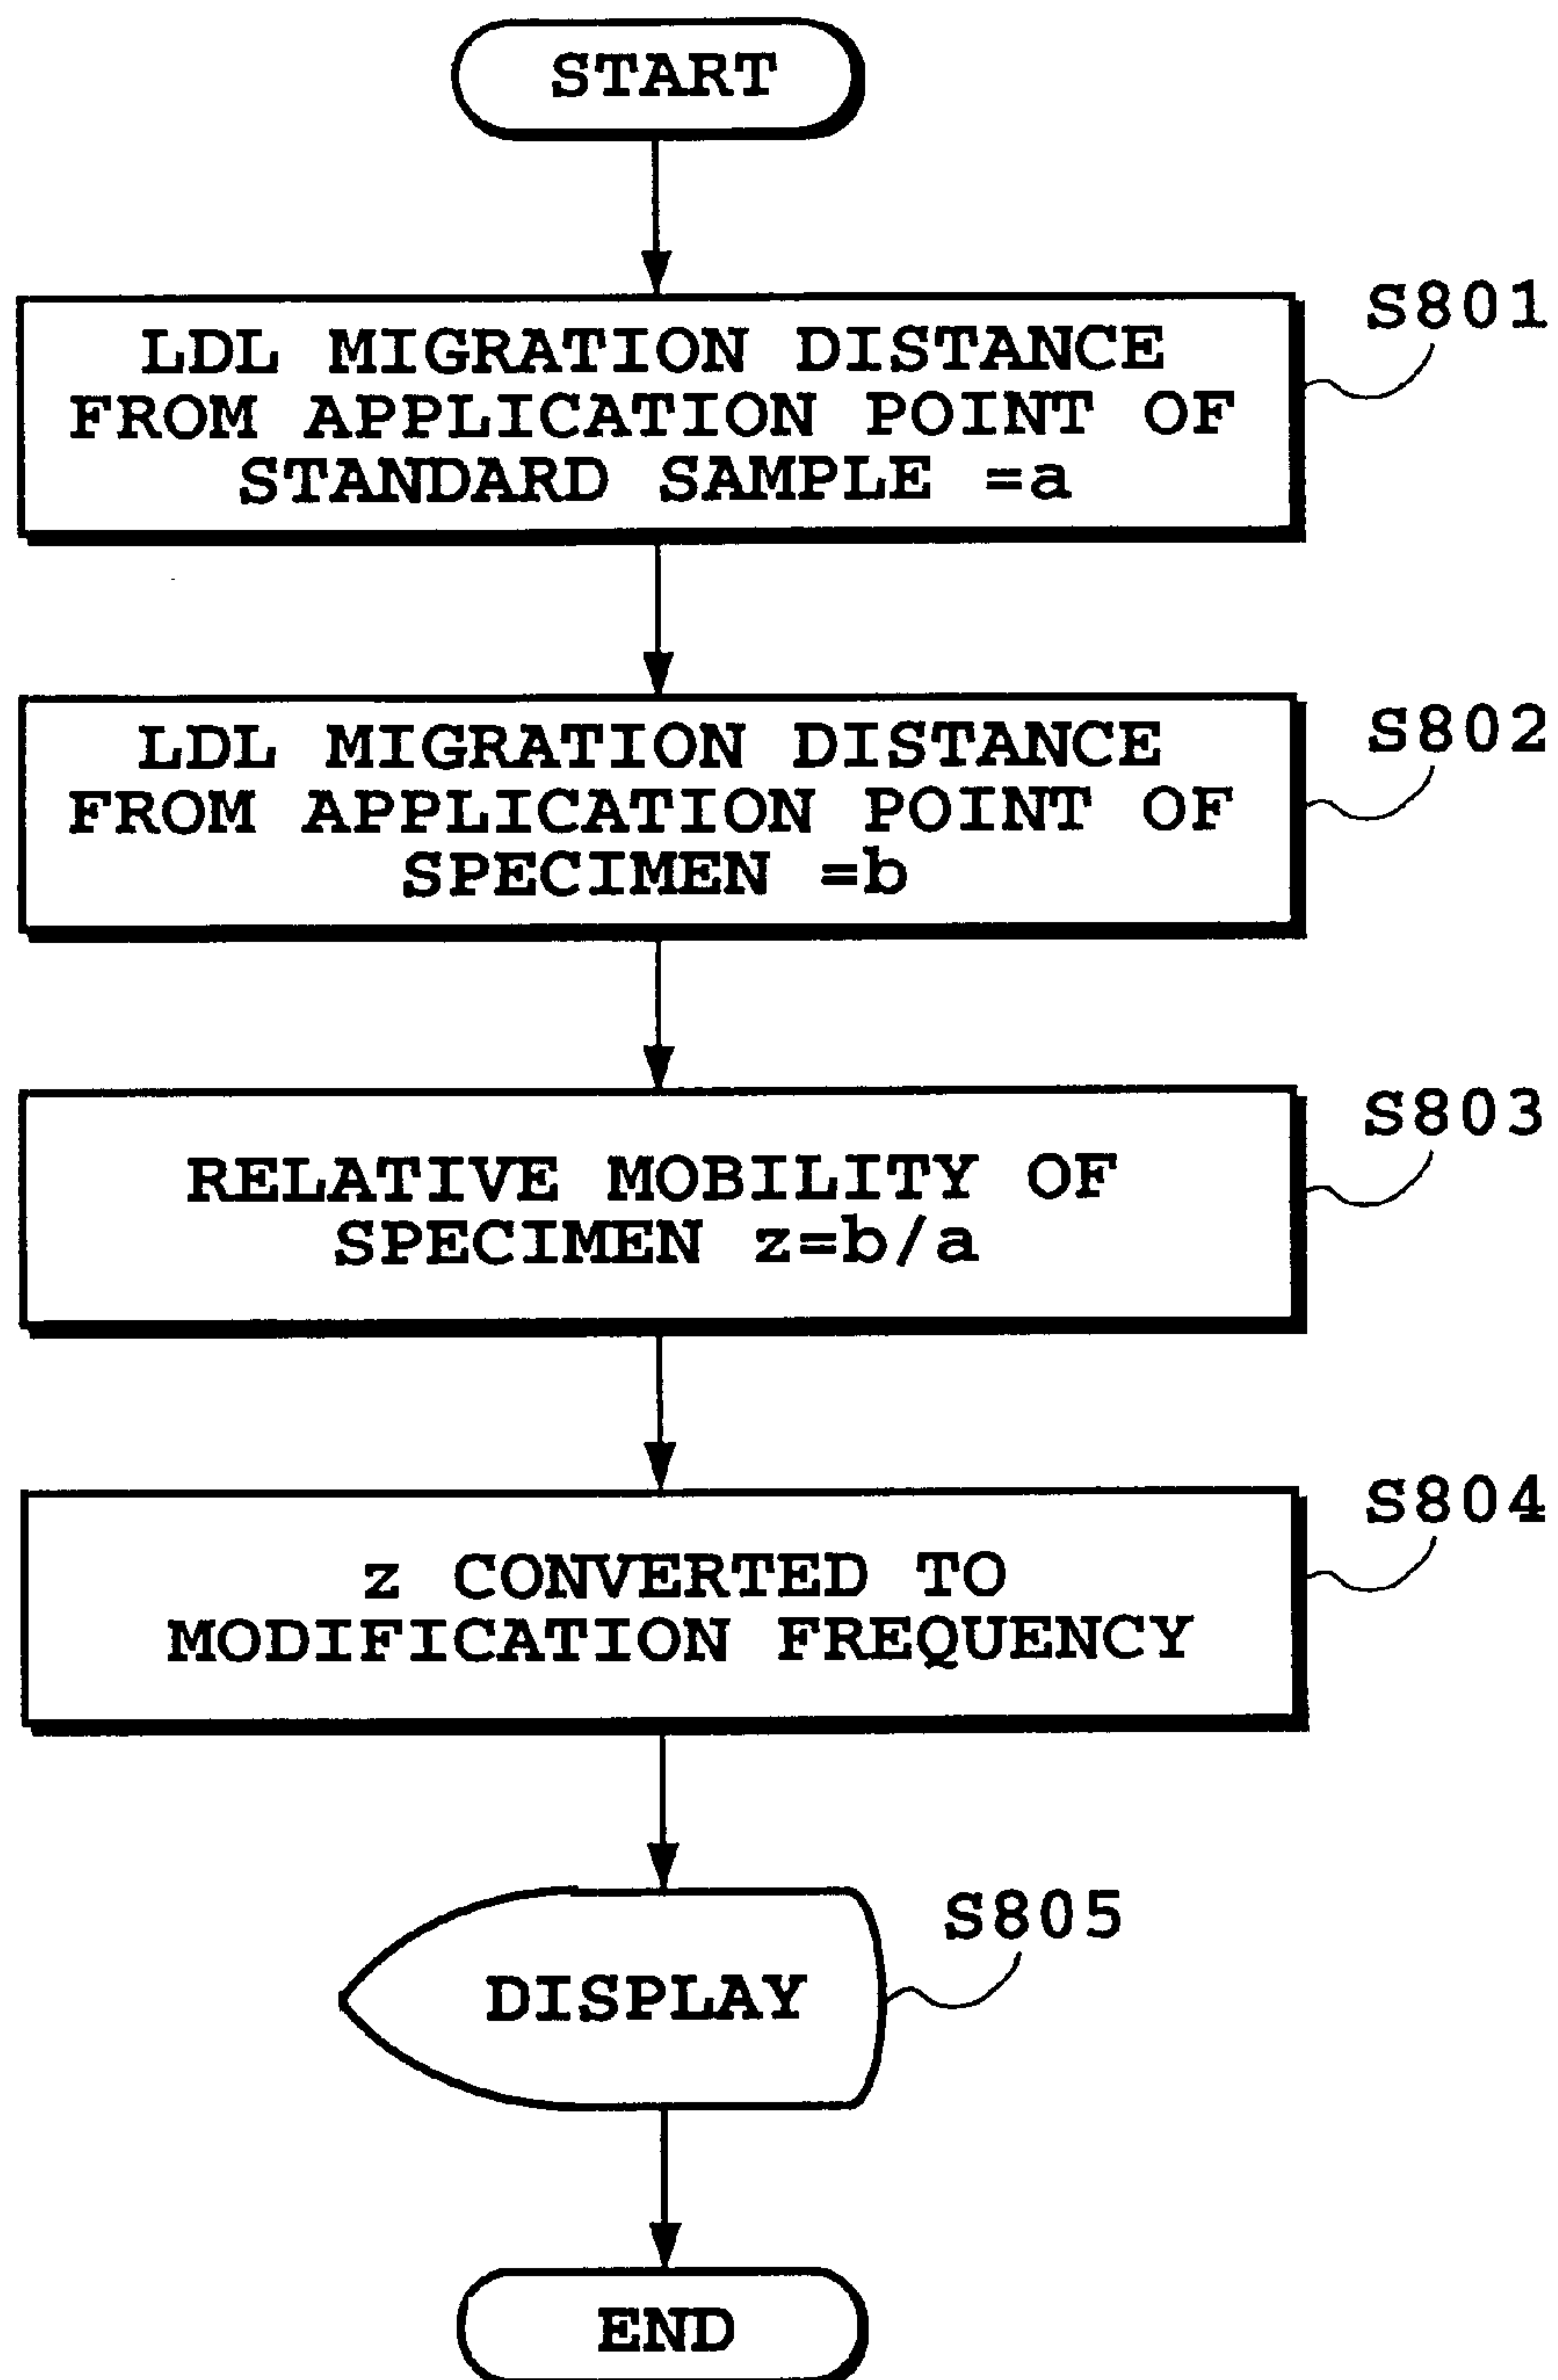 START
S801
LDL MIGRATION DISTANCE
FROM APPLICATION POINT OF
STANDARD SAMPLE =a
S802
LDL MIGRATION DISTANCE
FROM APPLICATION POINT OF
SPECIMEN =b
S803
RELATIVE MOBILITY OF
SPECIMEN z=b/a
S804
z CONVERTED TO
MODIFICATION FREQUENCY
S805
DISPLAY
END